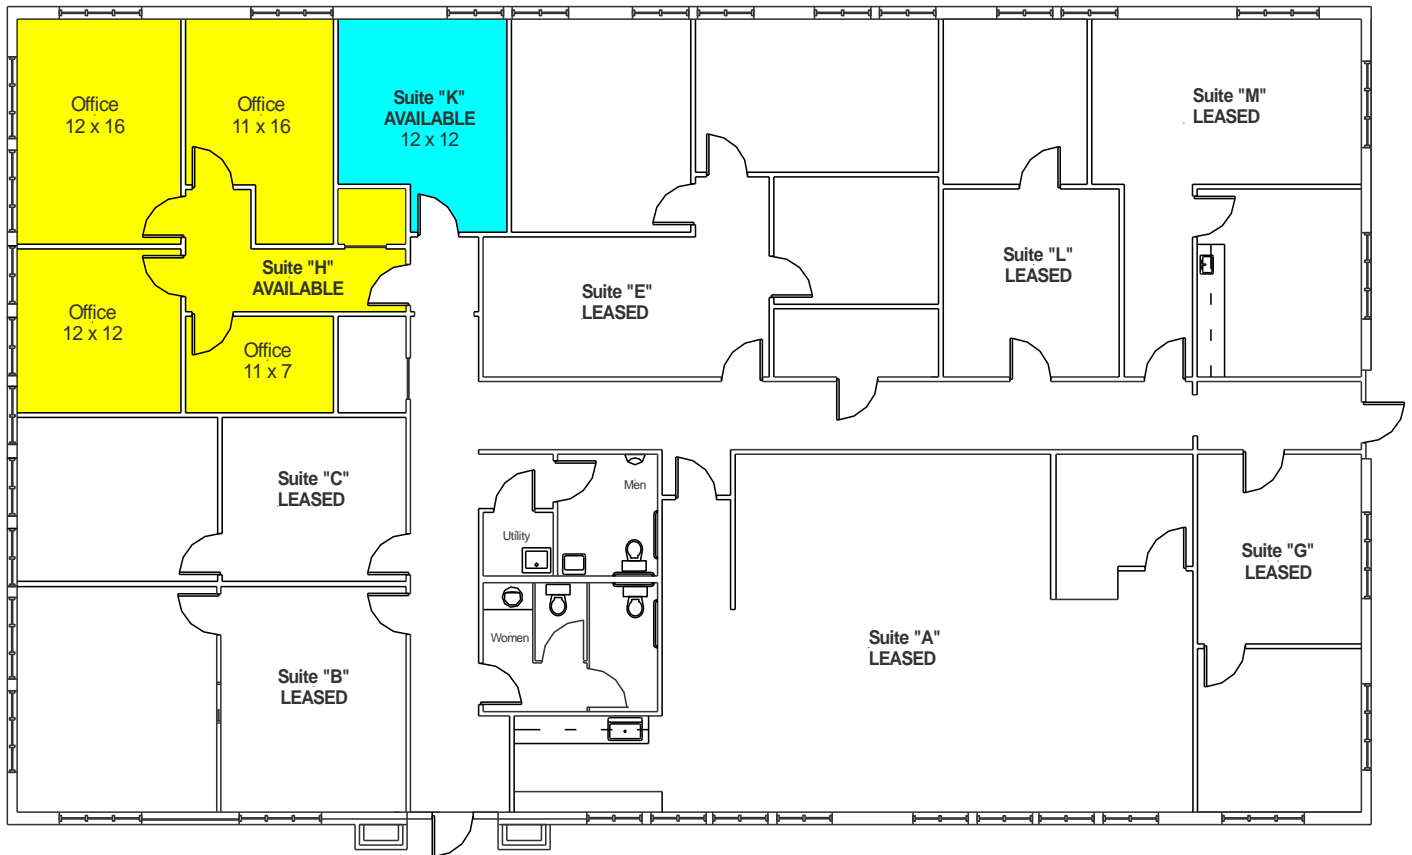 Office
12 x 16
Office
11 x 16
Suite "K"
AVAILABLE
12 x 12
Suite "M"
LEASED
Suite "H"
AVAILABLE
Suite "E"
LEASED
Suite "L"
LEASED
Office
12 x 12
Office
11 x 7
Suite "C"
LEASED
Men
Utility
Suite "G"
LEASED
Women
Suite "A"
LEASED
Suite "B"
LEASED